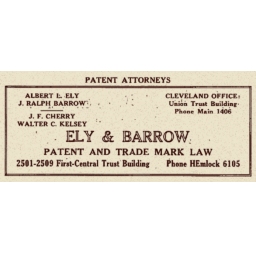 PATENT ATTORNEYS
ALBERT L. ELY
J. RALPH BARROW
J. F. CHERRY
WALTER C. KELSEY
CLEVELAND OFFICE:
Union Trust Building
Phone Main 1406
ELY & BARROW
PATENT AND TRADE MARK LAW
2501-2509 First-Central Trust Building Phone HEmlock 6105